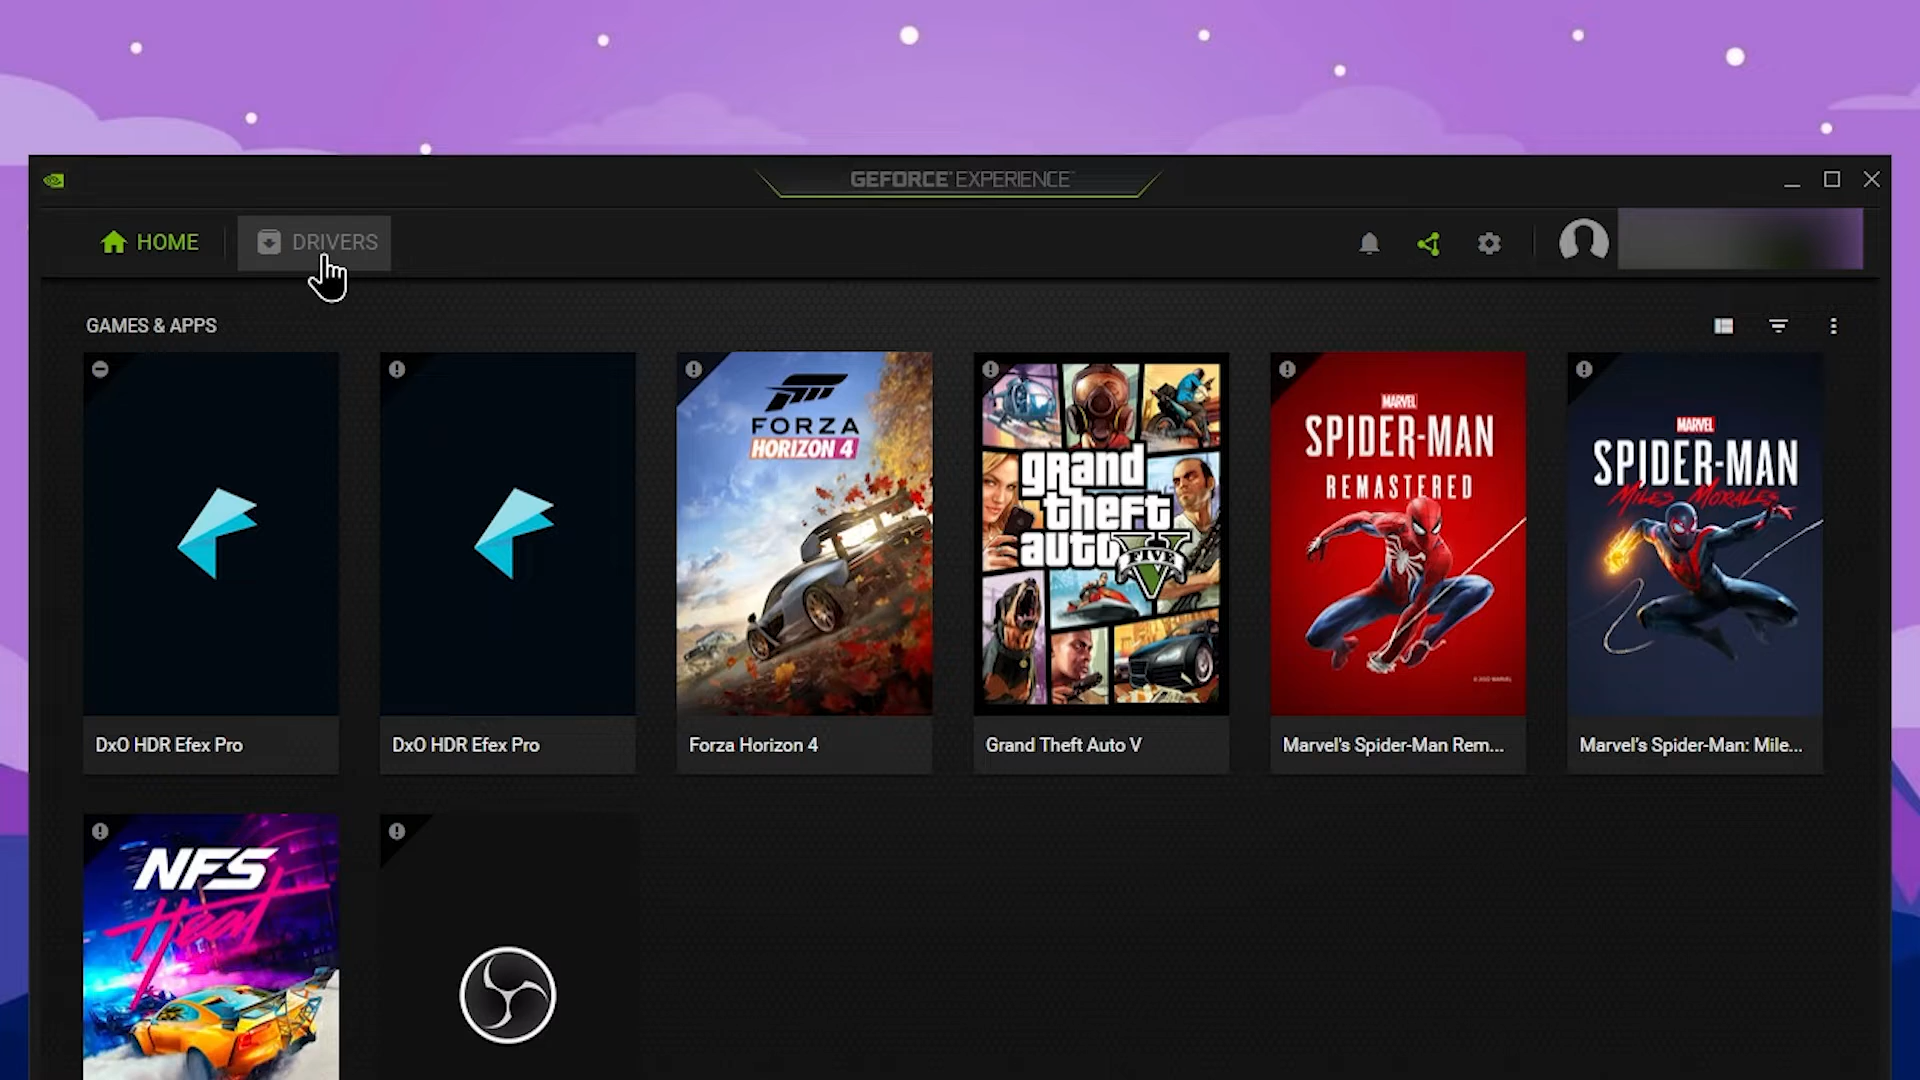 GEFORCE EXPERIENCE
HOME
DRIVERS
GAMES & APPS
FORZA
HORIZON 4
grand
theft
auto
FIVE
MARVEL
SPIDER-MAN
REMASTERED
© 2022 MARVEL
MARVEL
SPIDER-MAN
MILES MORALES
DxO HDR Efex Pro
DxO HDR Efex Pro
Forza Horizon 4
Grand Theft Auto V
Marvel's Spider-Man Rem...
Marvel's Spider-Man: Mile...
NFS
Heat